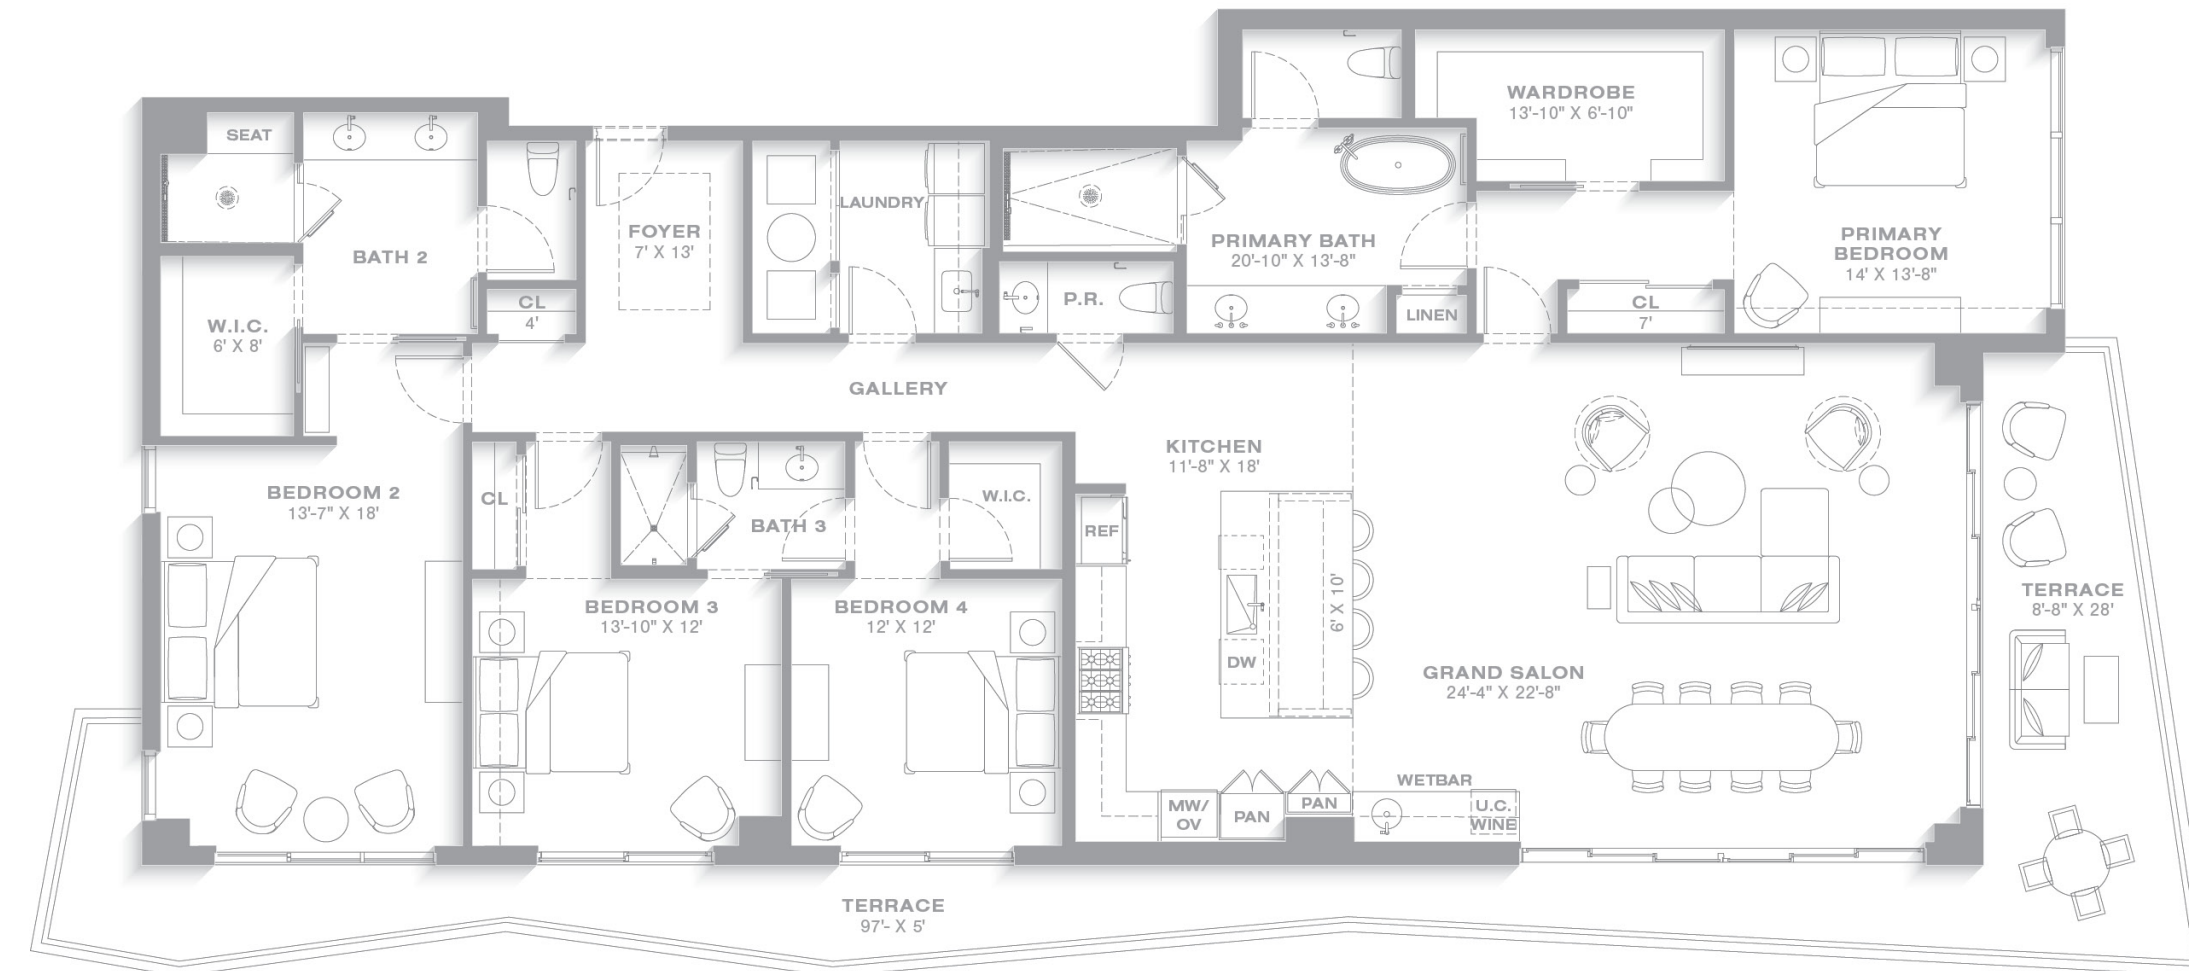 WARDROBE
13'-10" X 6'-10"
SEAT
LAUNDRY
FOYER
7' X 13'
BATH 2
PRIMARY BATH
20'-10" X 13'-8"
PRIMARY
BEDROOM
14' X 13'-8"
CL
4'
P.R.
LINEN
CL
7'
W.I.C.
6' X 8'
GALLERY
KITCHEN
11'-8" X 18'
BEDROOM 2
13'-7" X 18'
CL
BATH 3
W.I.C.
REF
6' X 10'
TERRACE
8'-8" X 28'
BEDROOM 3
13'-10" X 12'
BEDROOM 4
12' X 12'
DW
GRAND SALON
24'-4" X 22'-8"
WETBAR
MW/
OV
PAN
PAN
U.C.
WINE
TERRACE
97'- X 5'